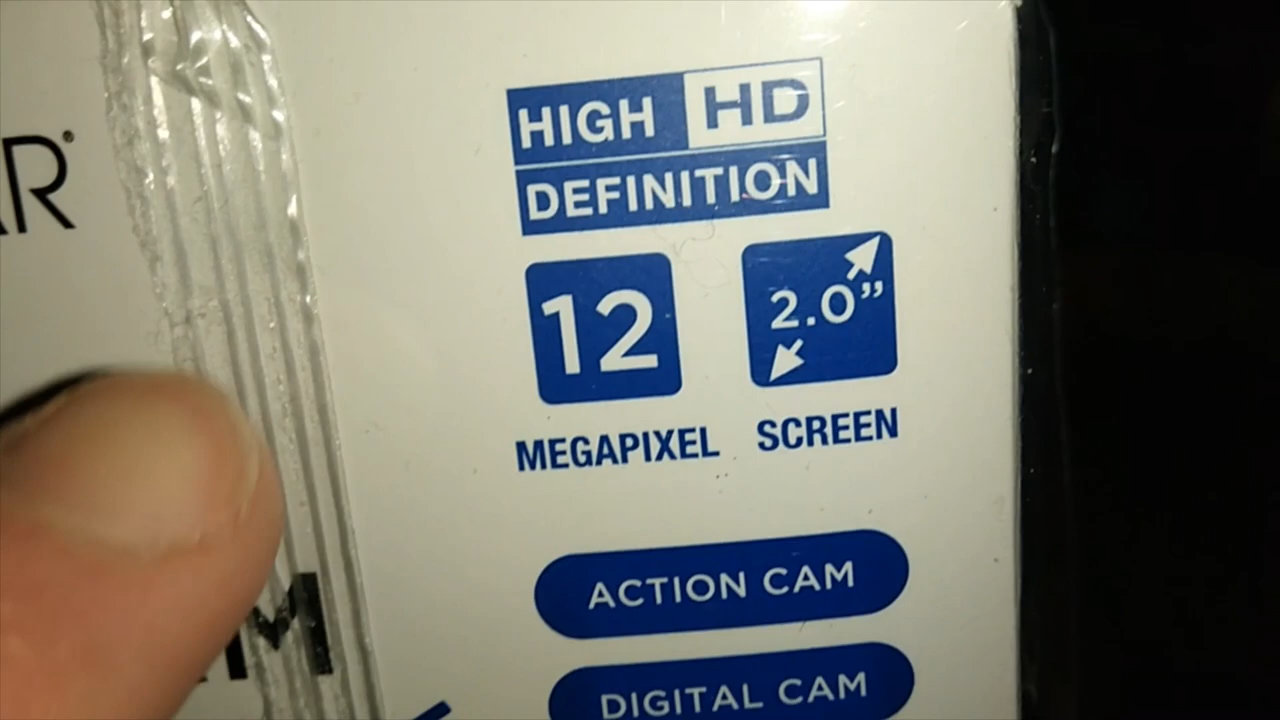 HIGH HD
DEFINITION
12
2.0”
MEGAPIXEL
SCREEN
ACTION CAM
DIGITAL CAM